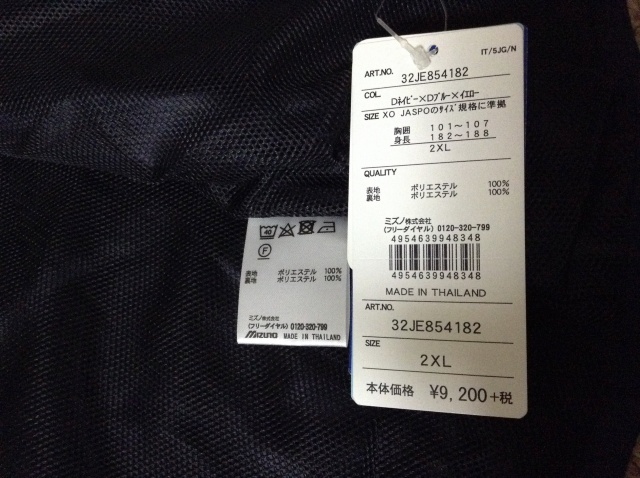 IT/5JG/N
ART.NO. 32JE854182
COL.
Dネイビー×Dブルー×イエロー
SIZE XO JASPOのサイズ規格に準拠
胸囲 101〜107
身長 182〜188
2XL
QUALITY
表地 ポリエステル 100%
裏地 ポリエステル 100%
ミズノ株式会社
(フリーダイヤル) 0120-320-799
4954639948348
4954639948348
MADE IN THAILAND
ART.NO.
32JE854182
SIZE
2XL
本体価格 ¥9,200+税
40
F
表地 ポリエステル 100%
裏地 ポリエステル 100%
ミズノ株式会社
(フリーダイヤル) 0120-320-799
MIZUNO MADE IN THAILAND